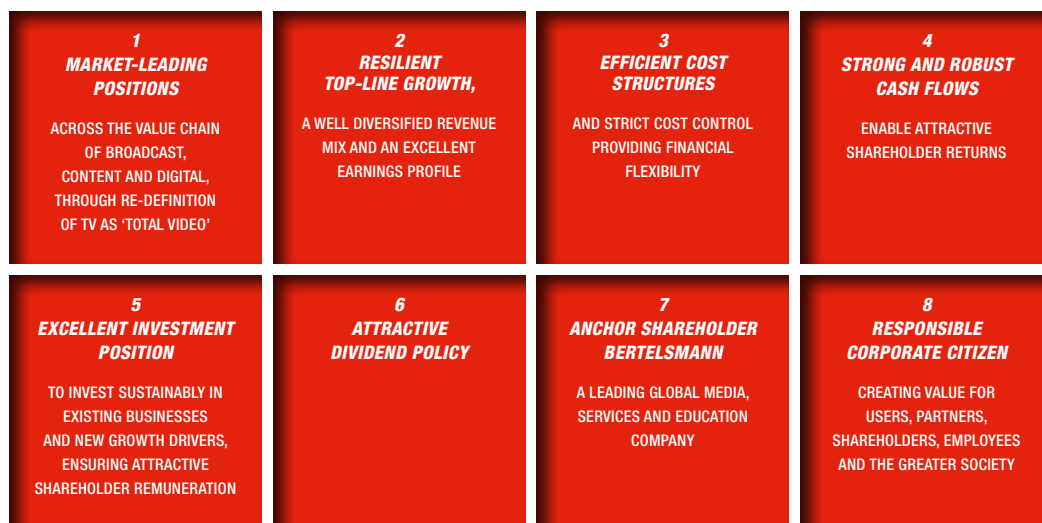 1
MARKET-LEADING
POSITIONS
ACROSS THE VALUE CHAIN
OF BROADCAST,
CONTENT AND DIGITAL,
THROUGH RE-DEFINITION
OF TV AS ‘TOTAL VIDEO’
2
RESILIENT
TOP-LINE GROWTH,
A WELL DIVERSIFIED REVENUE
MIX AND AN EXCELLENT
EARNINGS PROFILE
3
EFFICIENT COST
STRUCTURES
AND STRICT COST CONTROL
PROVIDING FINANCIAL
FLEXIBILITY
4
STRONG AND ROBUST
CASH FLOWS
ENABLE ATTRACTIVE
SHAREHOLDER RETURNS
5
EXCELLENT INVESTMENT
POSITION
TO INVEST SUSTAINABLY IN
EXISTING BUSINESSES
AND NEW GROWTH DRIVERS,
ENSURING ATTRACTIVE
SHAREHOLDER REMUNERATION
6
ATTRACTIVE
DIVIDEND POLICY
7
ANCHOR SHAREHOLDER
BERTELSMANN
A LEADING GLOBAL MEDIA,
SERVICES AND EDUCATION
COMPANY
8
RESPONSIBLE
CORPORATE CITIZEN
CREATING VALUE FOR
USERS, PARTNERS,
SHAREHOLDERS, EMPLOYEES
AND THE GREATER SOCIETY